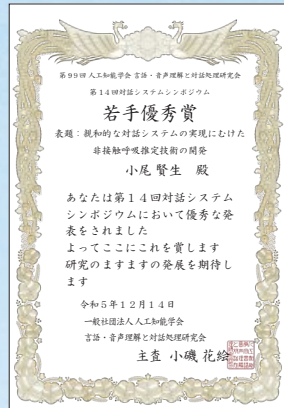 第99回 人工知能学会 言語・音声理解と対話処理研究会
第14回対話システムシンポジウム
若手優秀賞
表題：親和的な対話システムの実現にむけた
非接触呼吸推定技術の開発
小尾 賢生　殿
あなたは第14回対話システム
シンポジウムにおいて優秀な発
表をされました
よってここにこれを賞します
研究のますますの発展を期待し
ます
令和5年12月14日
一般社団法人人工知能学会
言語・音声理解と対話処理研究会
主査 小磯 花絵